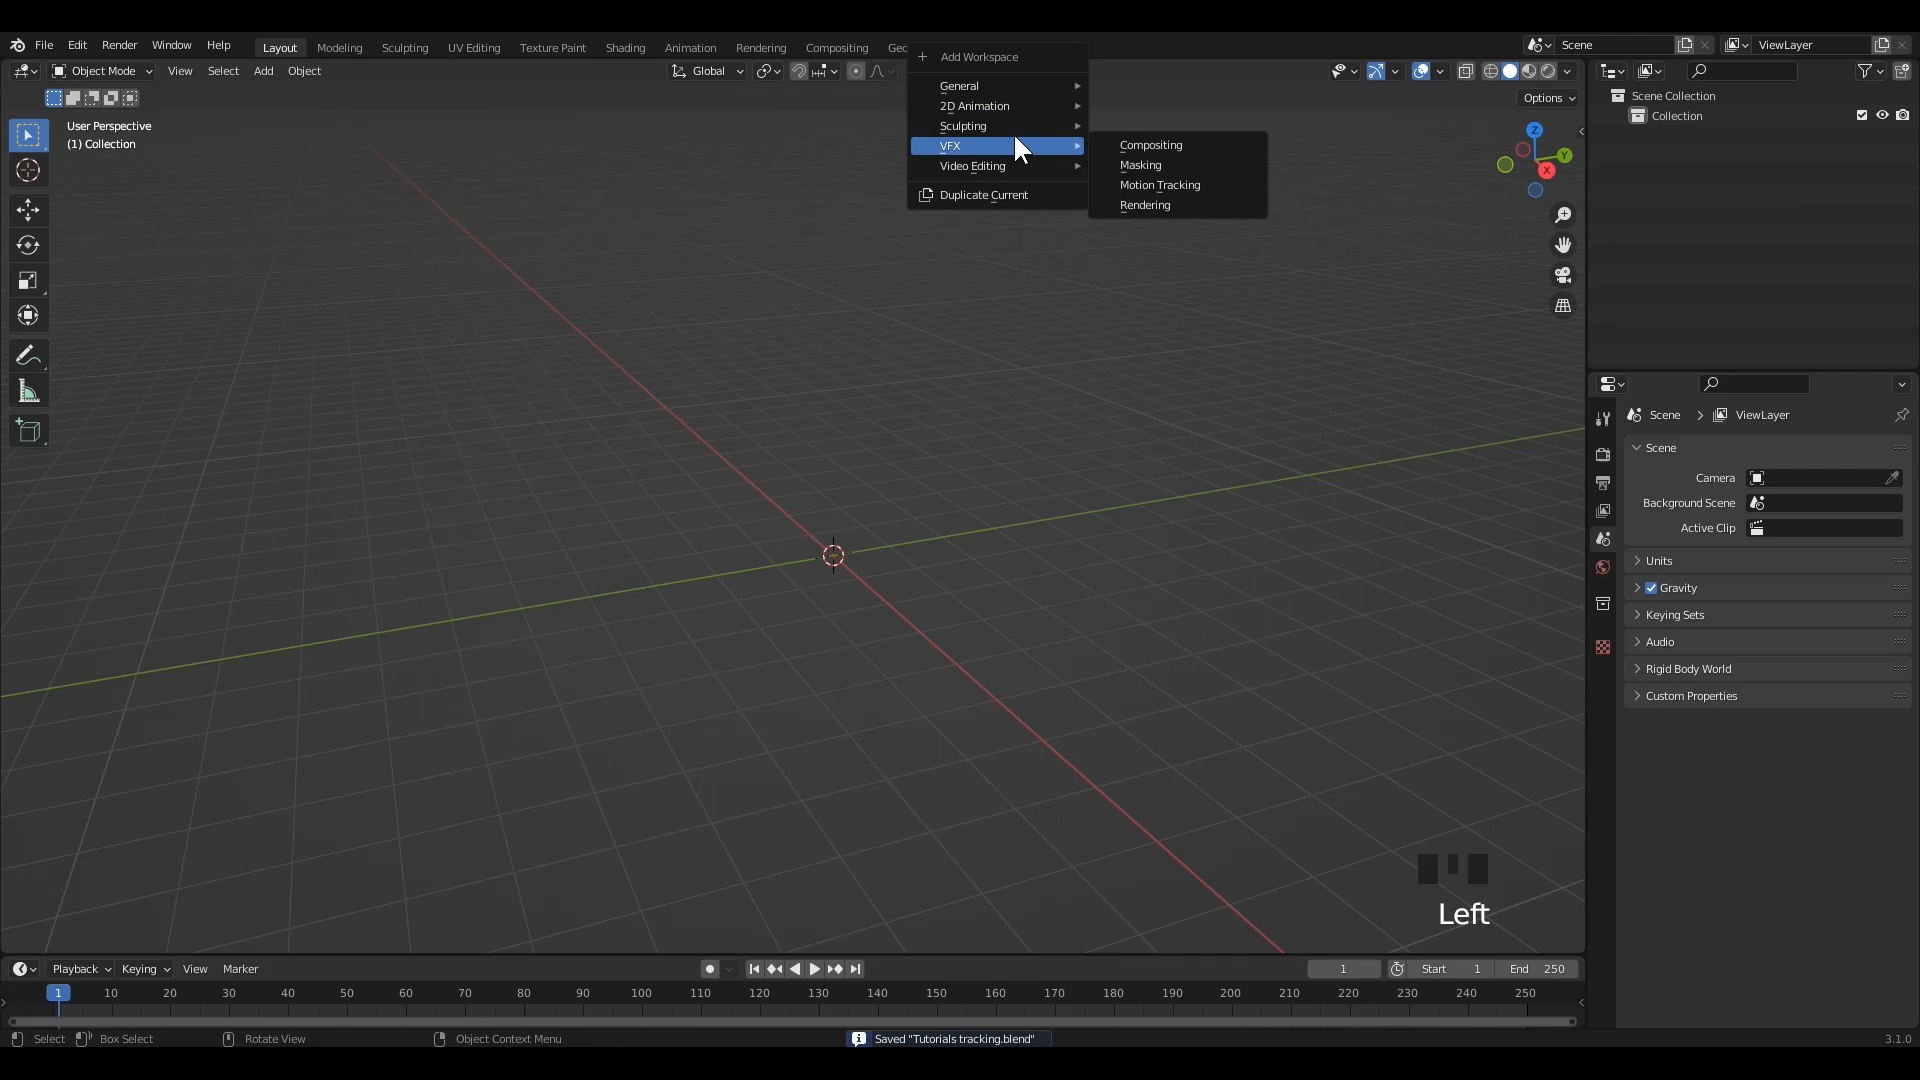 File Edit Render Window Help Layout Modeling Sculpting UV Editing Texture Paint Shading Animation Rendering Compositing Geo Scene ViewLayer
Object Mode View Select Add Object Global
Options
User Perspective
(1) Collection
Add Workspace
General
2D Animation
Sculpting
VFX
Video Editing
Duplicate Current
Compositing
Masking
Motion Tracking
Rendering
Z
Y
X
Scene Collection
Collection
Scene > ViewLayer
Scene
Camera
Background Scene
Active Clip
Units
Gravity
Keying Sets
Audio
Rigid Body World
Custom Properties
Left
Playback Keying View Marker 1 Start 1 End 250
1 10 20 30 40 50 60 70 80 90 100 110 120 130 140 150 160 170 180 190 200 210 220 230 240 250
Select Box Select Rotate View Object Context Menu Saved "Tutorials tracking.blend" 3.1.0